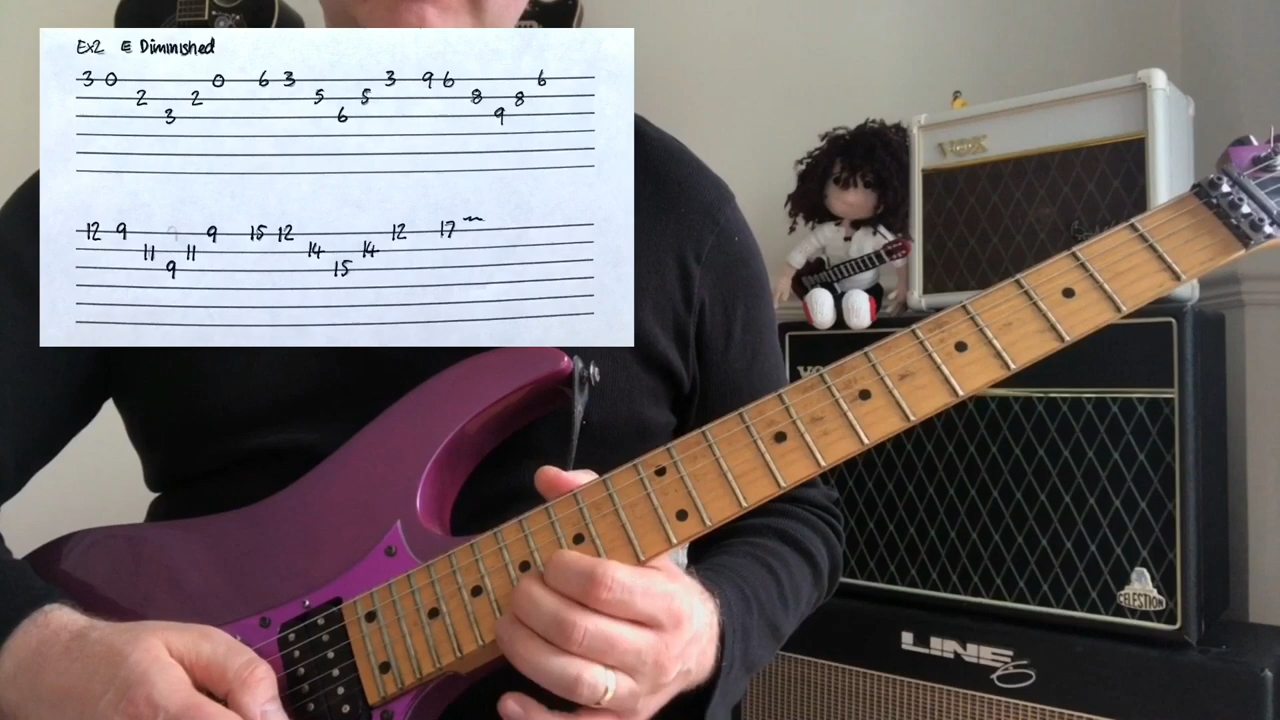 Ex2 E Diminished
3 0 2 3 2 0 6 3 5 6 5 3 9 6 8 9 8 6
12 9 11 9 11 9 15 12 14 15 14 12 17
VOX
CELESTION
LINE 6